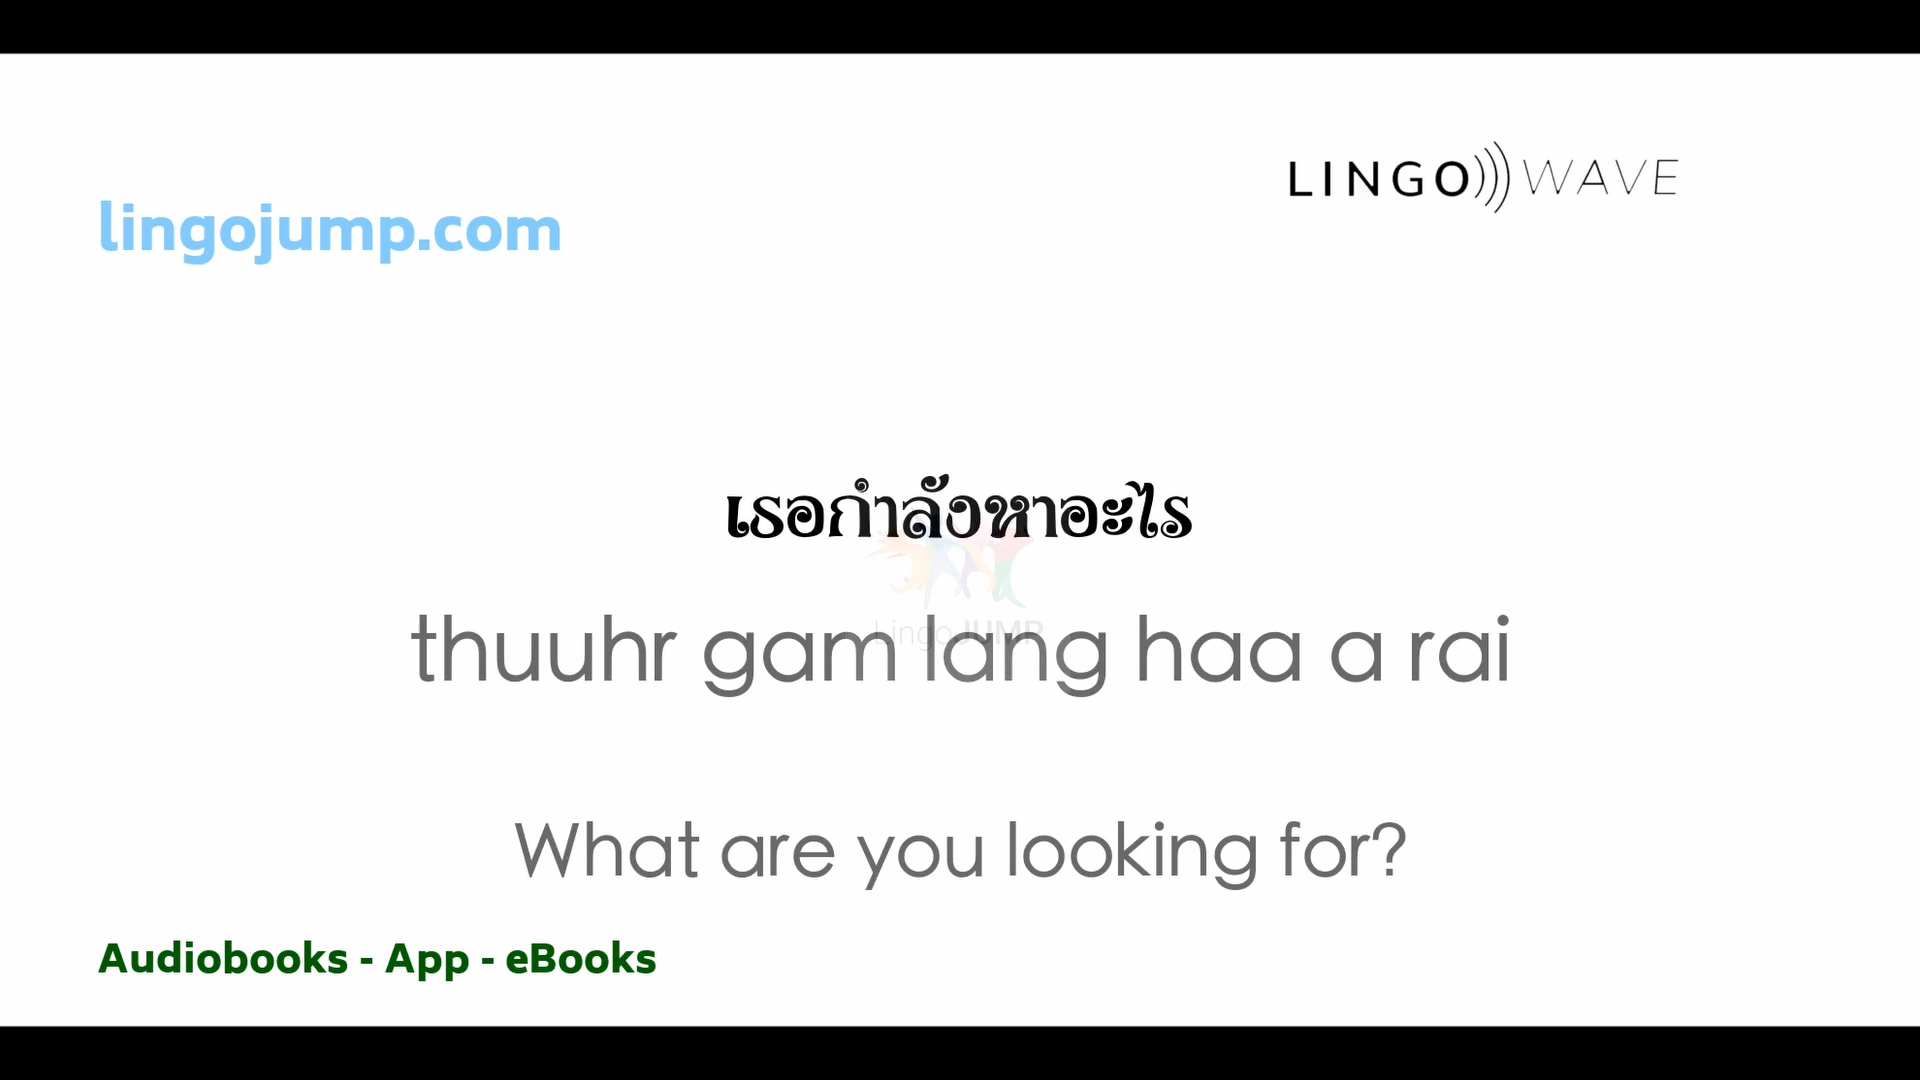 LINGO WAVE
lingojump.com
เธอกำลังหาอะไร
LingoJUMP
thuuhr gam lang haa a rai
What are you looking for?
Audiobooks - App - eBooks